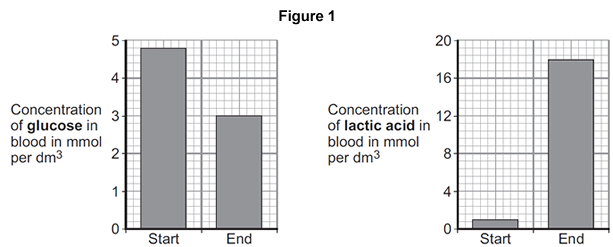 Figure 1
5
4
3
2
1
0
Concentration
of glucose in
blood in mmol
per dm³
Start End
20
16
12
8
4
0
Concentration
of lactic acid in
blood in mmol
per dm³
Start End